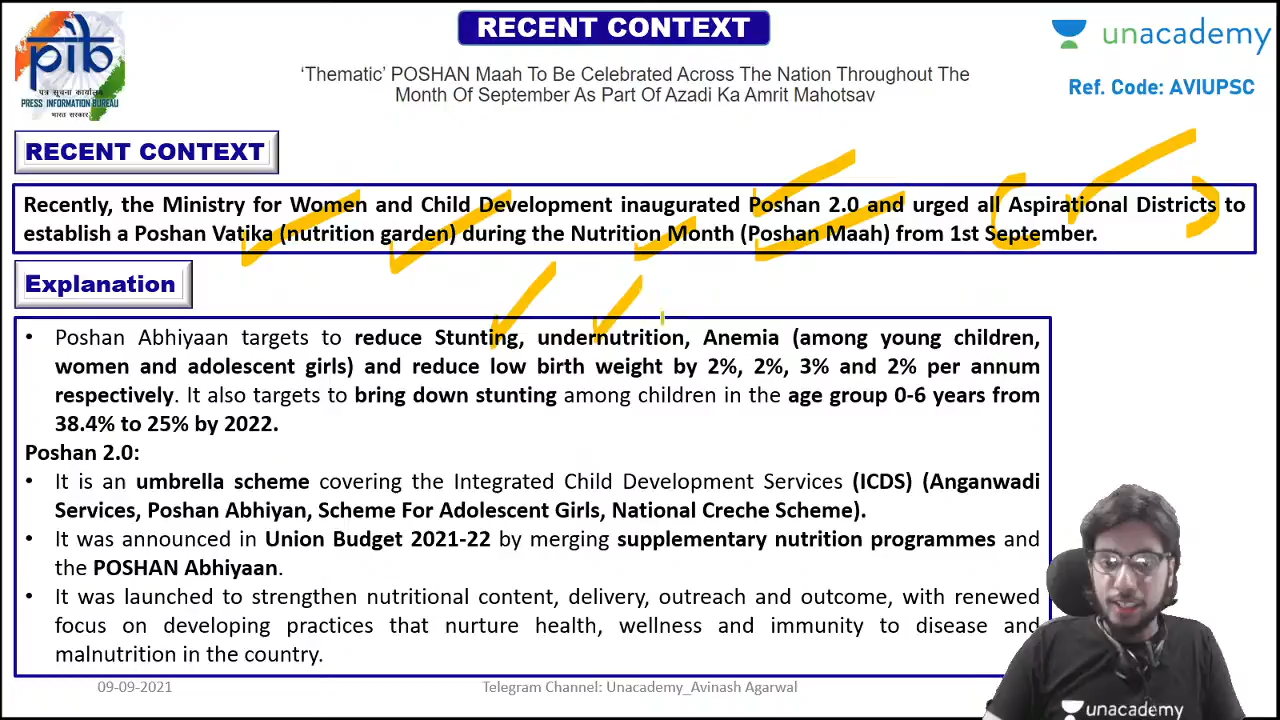 RECENT CONTEXT
pib
पत्र सूचना कार्यालय
PRESS INFORMATION BUREAU
भारत सरकार
unacademy
Ref. Code: AVIUPSC
‘Thematic’ POSHAN Maah To Be Celebrated Across The Nation Throughout The
Month Of September As Part Of Azadi Ka Amrit Mahotsav
RECENT CONTEXT
Recently, the Ministry for Women and Child Development inaugurated Poshan 2.0 and urged all Aspirational Districts to
establish a Poshan Vatika (nutrition garden) during the Nutrition Month (Poshan Maah) from 1st September.
Explanation
• Poshan Abhiyaan targets to reduce Stunting, undernutrition, Anemia (among young children,
women and adolescent girls) and reduce low birth weight by 2%, 2%, 3% and 2% per annum
respectively. It also targets to bring down stunting among children in the age group 0-6 years from
38.4% to 25% by 2022.
Poshan 2.0:
• It is an umbrella scheme covering the Integrated Child Development Services (ICDS) (Anganwadi
Services, Poshan Abhiyan, Scheme For Adolescent Girls, National Creche Scheme).
• It was announced in Union Budget 2021-22 by merging supplementary nutrition programmes and
the POSHAN Abhiyaan.
• It was launched to strengthen nutritional content, delivery, outreach and outcome, with renewed
focus on developing practices that nurture health, wellness and immunity to disease and
malnutrition in the country.
09-09-2021
Telegram Channel: Unacademy_Avinash Agarwal
unacademy